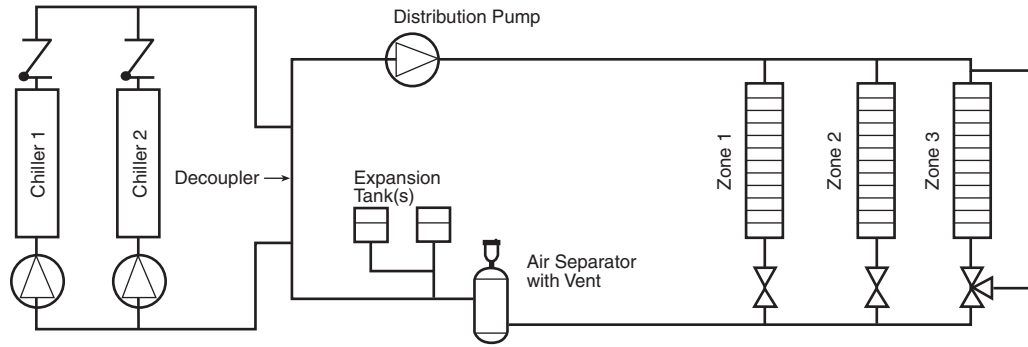 Distribution Pump
Chiller 1
Chiller 2
Decoupler
Expansion
Tank(s)
Air Separator
with Vent
Zone 1
Zone 2
Zone 3